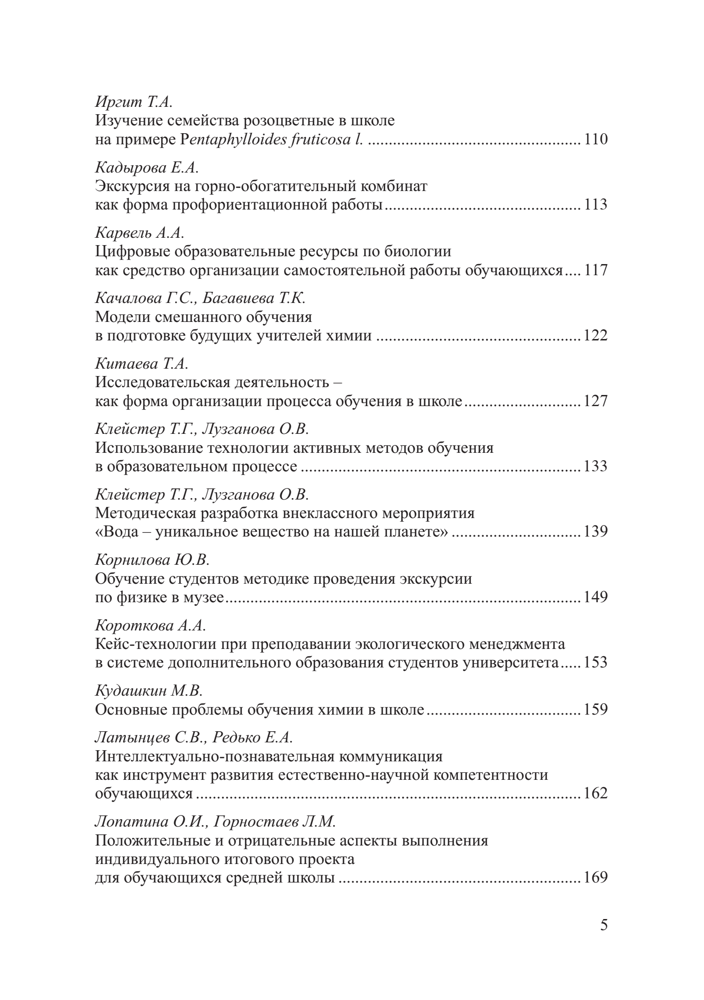 Иргит Т.А.
Изучение семейства розоцветные в школе
на примере Pentaphylloides fruticosa l. .................................................. 110
Кадырова Е.А.
Экскурсия на горно-обогатительный комбинат
как форма профориентационной работы............................................... 113
Карвель А.А.
Цифровые образовательные ресурсы по биологии
как средство организации самостоятельной работы обучающихся.... 117
Качалова Г.С., Багавиева Т.К.
Модели смешанного обучения
в подготовке будущих учителей химии ................................................. 122
Китаева Т.А.
Исследовательская деятельность –
как форма организации процесса обучения в школе............................ 127
Клейстер Т.Г., Лузганова О.В.
Использование технологии активных методов обучения
в образовательном процессе ................................................................... 133
Клейстер Т.Г., Лузганова О.В.
Методическая разработка внеклассного мероприятия
«Вода – уникальное вещество на нашей планете» ............................... 139
Корнилова Ю.В.
Обучение студентов методике проведения экскурсии
по физике в музее..................................................................................... 149
Короткова А.А.
Кейс-технологии при преподавании экологического менеджмента
в системе дополнительного образования студентов университета..... 153
Кудашкин М.В.
Основные проблемы обучения химии в школе..................................... 159
Латынцев С.В., Редько Е.А.
Интеллектуально-познавательная коммуникация
как инструмент развития естественно-научной компетентности
обучающихся ............................................................................................ 162
Лопатина О.И., Горностаев Л.М.
Положительные и отрицательные аспекты выполнения
индивидуального итогового проекта
для обучающихся средней школы .......................................................... 169
5